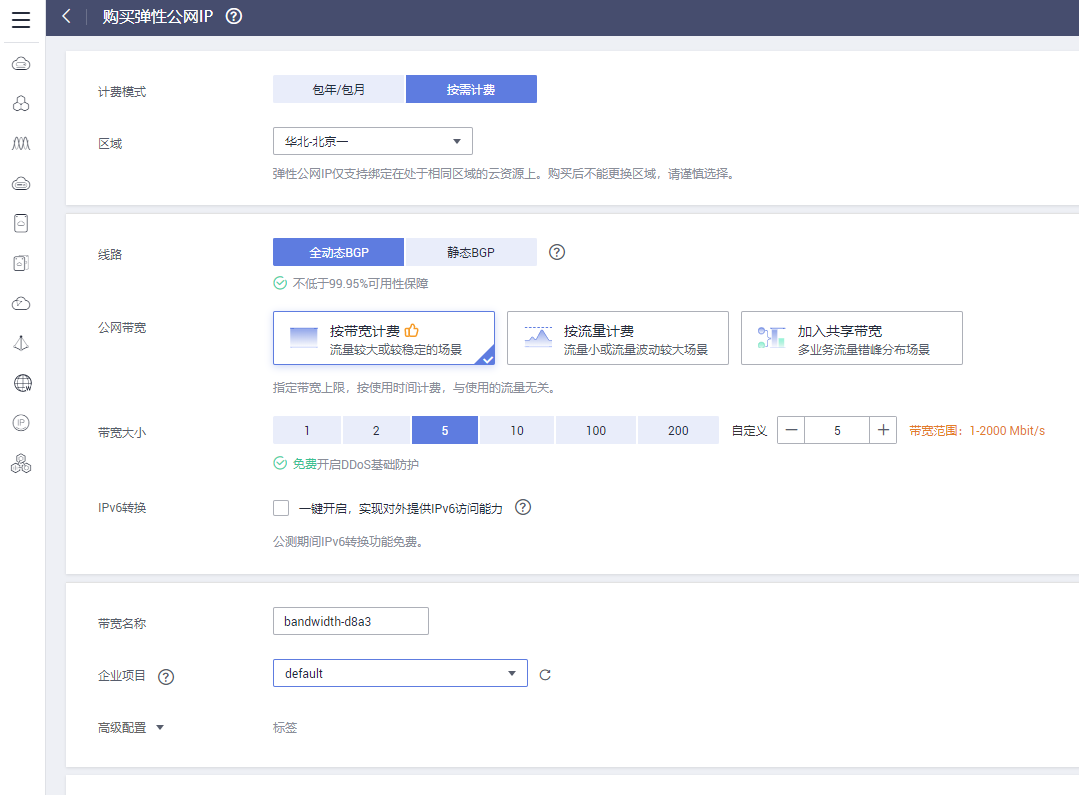 购买弹性公网IP
计费模式
包年/包月
按需计费
区域
华北-北京一
弹性公网IP仅支持绑定在处于相同区域的云资源上。购买后不能更换区域，请谨慎选择。
线路
全动态BGP
静态BGP
不低于99.95%可用性保障
公网带宽
按带宽计费
流量较大或较稳定的场景
按流量计费
流量小或流量波动较大场景
加入共享带宽
多业务流量错峰分布场景
指定带宽上限，按使用时间计费，与使用的流量无关。
带宽大小
1
2
5
10
100
200
自定义
5
带宽范围：1-2000 Mbit/s
免费开启DDoS基础防护
IPv6转换
一键开启，实现对外提供IPv6访问能力
公测期间IPv6转换功能免费。
带宽名称
bandwidth-d8a3
企业项目
default
高级配置
标签